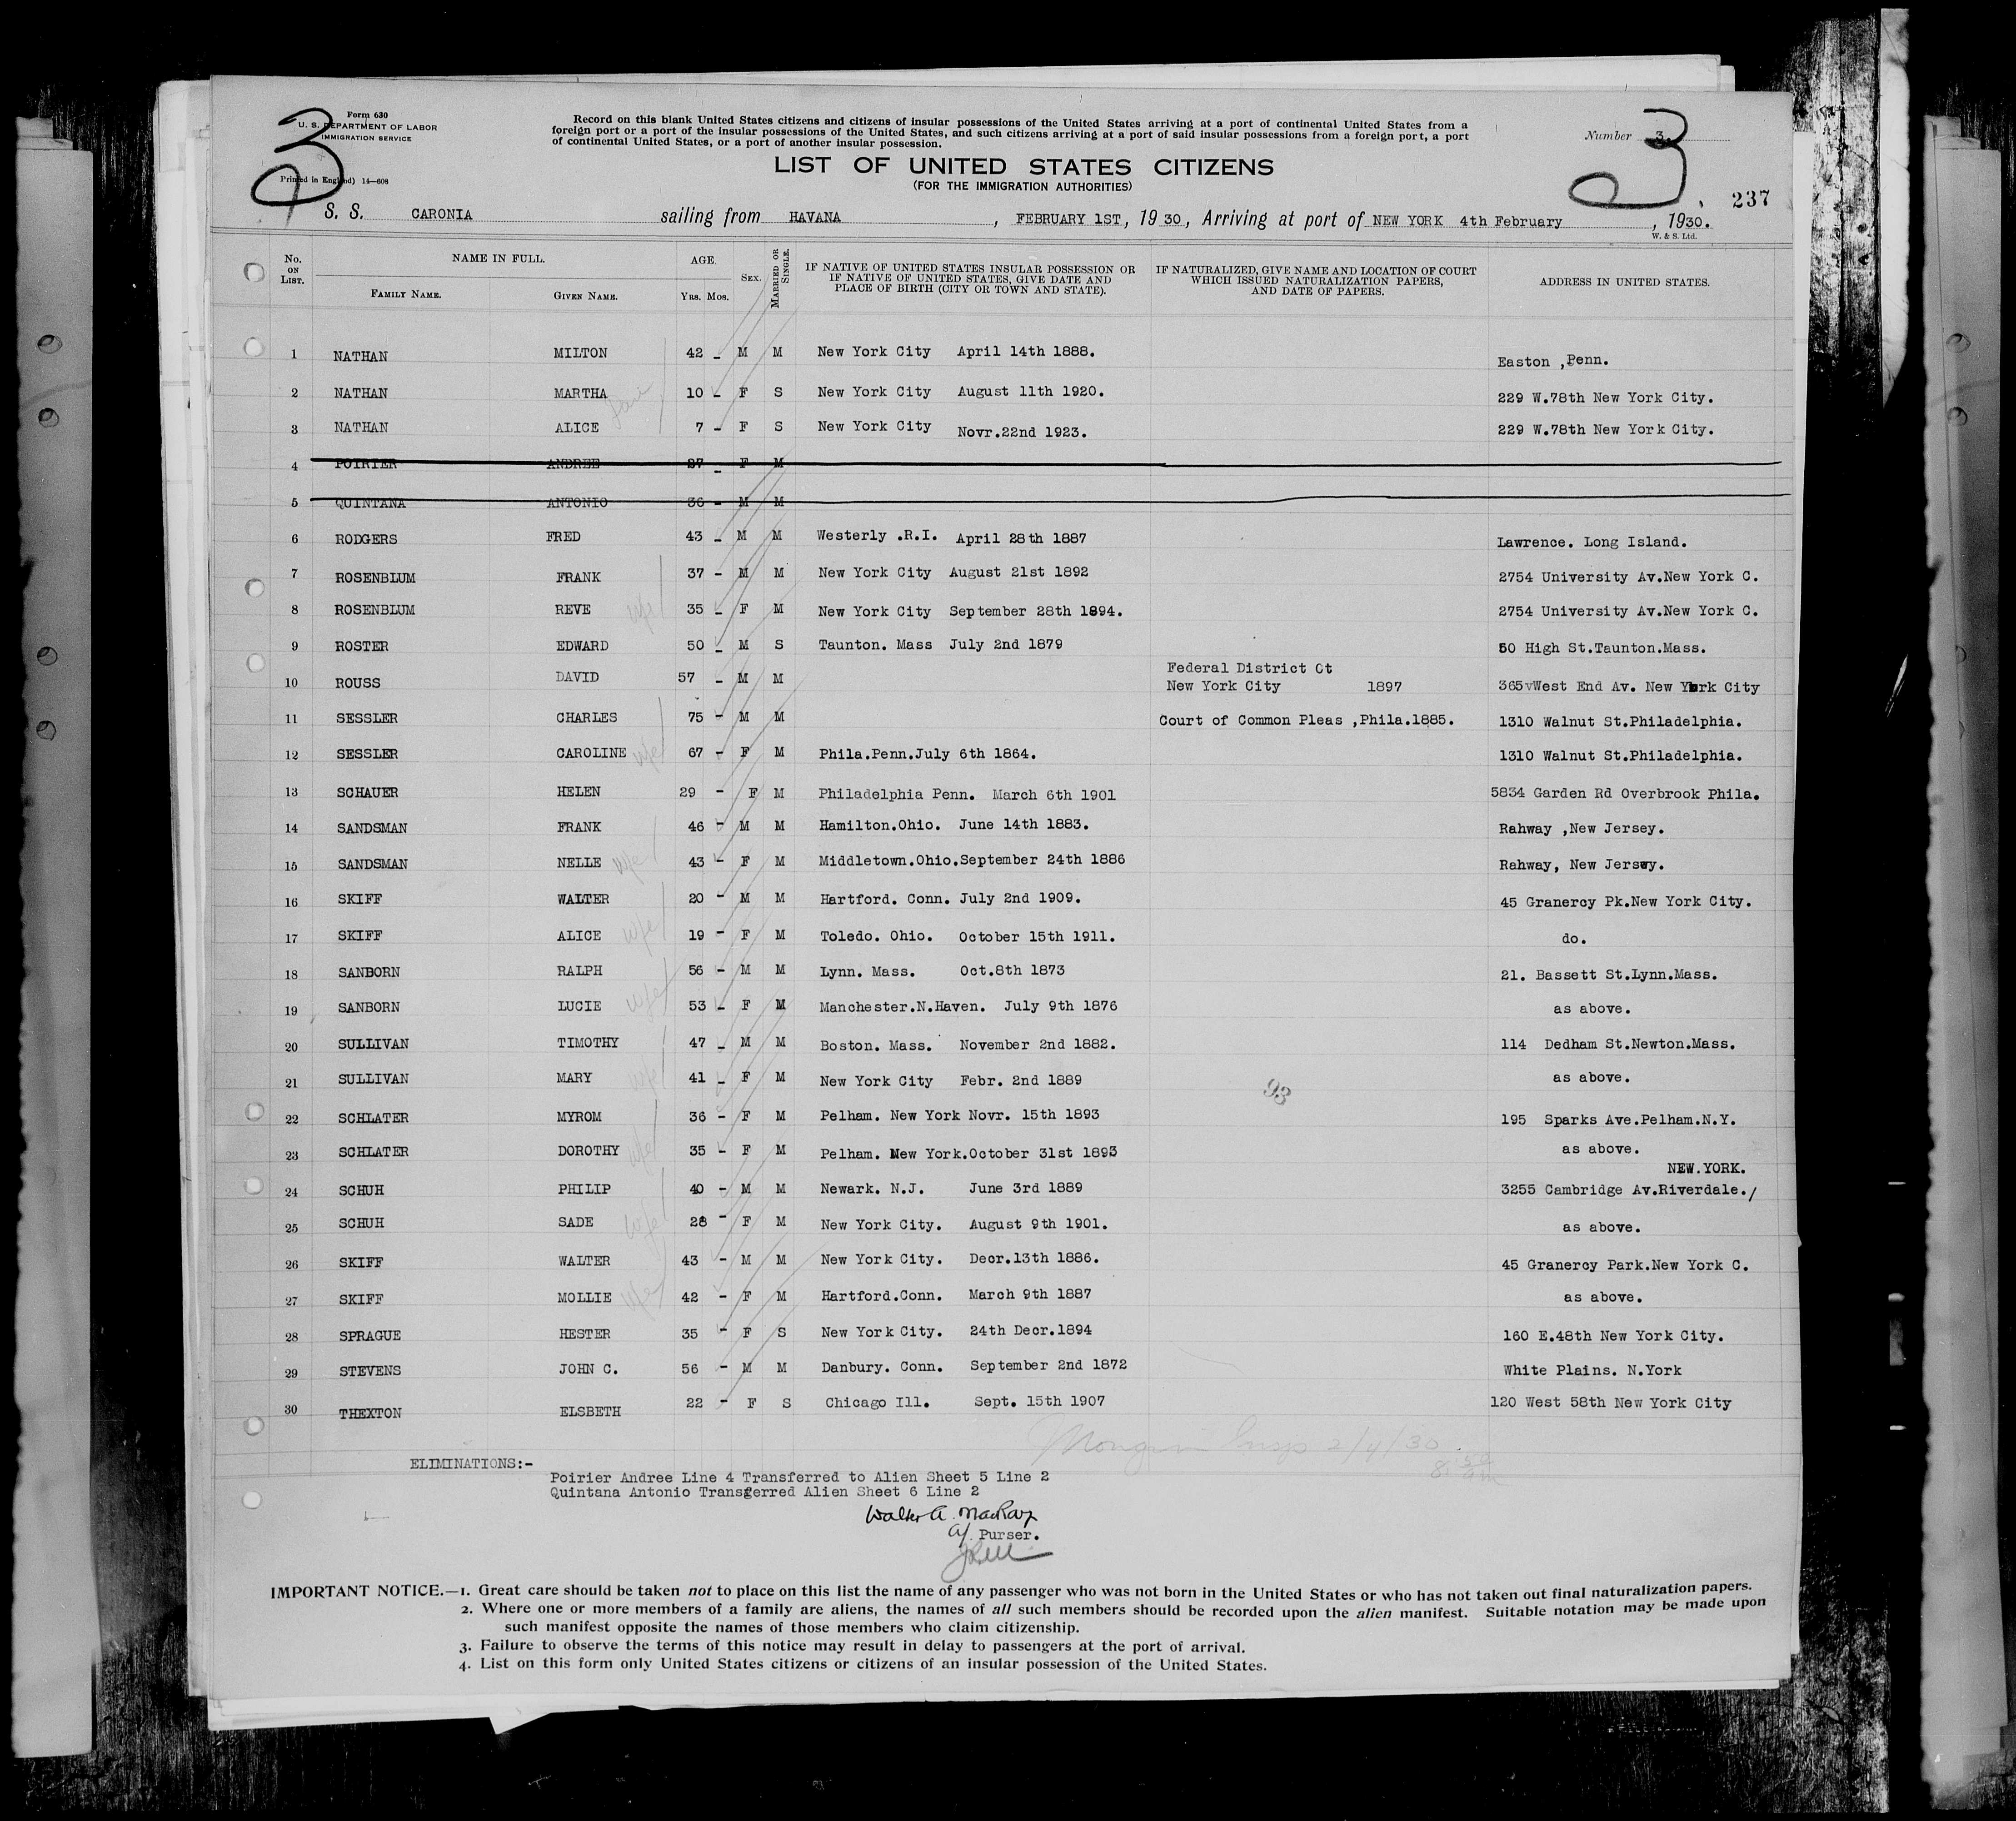 3
Form 630
U. S. DEPARTMENT OF LABOR
IMMIGRATION SERVICE
Printed in England) 14—608
Record on this blank United States citizens and citizens of insular possessions of the United States arriving at a port of continental United States from a
foreign port or a port of the insular possessions of the United States, and such citizens arriving at a port of said insular possessions from a foreign port, a port
of continental United States, or a port of another insular possession.
Number 3.
3
LIST OF UNITED STATES CITIZENS
(FOR THE IMMIGRATION AUTHORITIES)
237
S. S. CARONIA sailing from HAVANA , FEBRUARY 1ST, 19 30, Arriving at port of NEW YORK 4th February , 1930.
W. & S. Ltd.
No. ON LIST. NAME IN FULL. FAMILY NAME. GIVEN NAME. AGE. YRS. MOS. SEX. MARRIED OR SINGLE. IF NATIVE OF UNITED STATES INSULAR POSSESSION OR IF NATIVE OF UNITED STATES, GIVE DATE AND PLACE OF BIRTH (CITY OR TOWN AND STATE). IF NATURALIZED, GIVE NAME AND LOCATION OF COURT WHICH ISSUED NATURALIZATION PAPERS, AND DATE OF PAPERS. ADDRESS IN UNITED STATES.
1 NATHAN MILTON 42 - M M New York City April 14th 1888. Easton ,Penn.
2 NATHAN MARTHA 10 - F S New York City August 11th 1920. 229 W.78th New York City.
3 NATHAN ALICE 7 - F S New York City Novr.22nd 1923. 229 W.78th New York City.
4 POIRIER ANDREE 27 - F M
5 QUINTANA ANTONIO 36 - M M
6 RODGERS FRED 43 - M M Westerly .R.I. April 28th 1887 Lawrence. Long Island.
7 ROSENBLUM FRANK 37 - M M New York City August 21st 1892 2754 University Av.New York C.
8 ROSENBLUM REVE wife 35 - F M New York City September 28th 1894. 2754 University Av.New York C.
9 ROSTER EDWARD 50 - M S Taunton. Mass July 2nd 1879 50 High St.Taunton.Mass.
10 ROUSS DAVID 57 - M M Federal District Ct New York City 1897 365vWest End Av. New York City
11 SESSLER CHARLES 75 - M M Court of Common Pleas ,Phila.1885. 1310 Walnut St.Philadelphia.
12 SESSLER CAROLINE wife 67 - F M Phila.Penn.July 6th 1864. 1310 Walnut St.Philadelphia.
13 SCHAUER HELEN 29 - F M Philadelphia Penn. March 6th 1901 5834 Garden Rd Overbrook Phila.
14 SANDSMAN FRANK 46 - M M Hamilton.Ohio. June 14th 1883. Rahway ,New Jersey.
15 SANDSMAN NELLE wife 43 - F M Middletown.Ohio.September 24th 1886 Rahway, New Jerswy.
16 SKIFF WALTER 20 - M M Hartford. Conn. July 2nd 1909. 45 Granercy Pk.New York City.
17 SKIFF ALICE wife 19 - F M Toledo. Ohio. October 15th 1911. do.
18 SANBORN RALPH 56 - M M Lynn. Mass. Oct.8th 1873 21. Bassett St.Lynn.Mass.
19 SANBORN LUCIE wife 53 - F M Manchester.N.Haven. July 9th 1876 as above.
20 SULLIVAN TIMOTHY 47 - M M Boston. Mass. November 2nd 1882. 114 Dedham St.Newton.Mass.
21 SULLIVAN MARY wife 41 - F M New York City Febr. 2nd 1889 as above.
93
22 SCHLATER MYROM 36 - F M Pelham. New York Novr. 15th 1893 195 Sparks Ave.Pelham.N.Y.
23 SCHLATER DOROTHY wife 35 - F M Pelham. New York.October 31st 1893 as above.
NEW.YORK.
24 SCHUH PHILIP 40 - M M Newark. N.J. June 3rd 1889 3255 Cambridge Av.Riverdale./
25 SCHUH SADE wife 28 - F M New York City. August 9th 1901. as above.
26 SKIFF WALTER 43 - M M New York City. Decr.13th 1886. 45 Granercy Park.New York C.
27 SKIFF MOLLIE wife 42 - F M Hartford.Conn. March 9th 1887 as above.
28 SPRAGUE HESTER 35 - F S New York City. 24th Decr.1894 160 E.48th New York City.
29 STEVENS JOHN C. 56 - M M Danbury. Conn. September 2nd 1872 White Plains. N.York
30 THEXTON ELSBETH 22 - F S Chicago Ill. Sept. 15th 1907 120 West 58th New York City
Insp 2/4/30
ELIMINATIONS:-
Poirier Andree Line 4 Transferred to Alien Sheet 5 Line 2
Quintana Antonio Transgerred Alien Sheet 6 Line 2
Walter A. MacKay
A/ Purser.
IMPORTANT NOTICE.—1. Great care should be taken not to place on this list the name of any passenger who was not born in the United States or who has not taken out final naturalization papers.
2. Where one or more members of a family are aliens, the names of all such members should be recorded upon the alien manifest. Suitable notation may be made upon
such manifest opposite the names of those members who claim citizenship.
3. Failure to observe the terms of this notice may result in delay to passengers at the port of arrival.
4. List on this form only United States citizens or citizens of an insular possession of the United States.